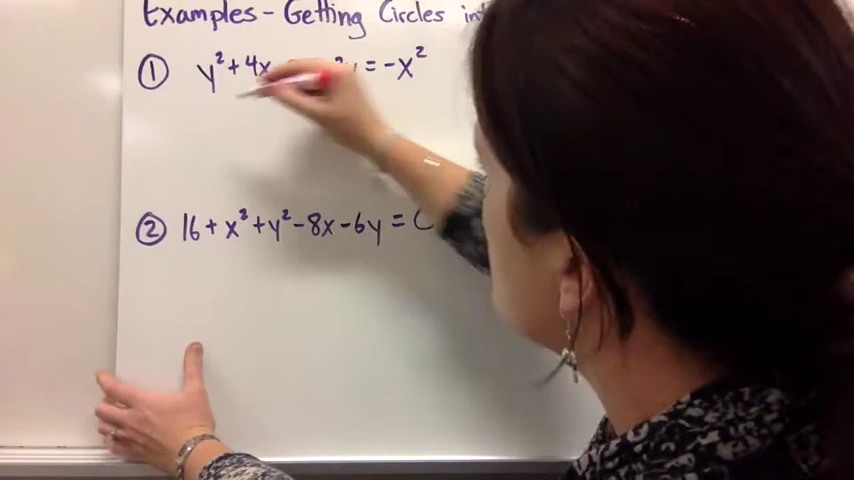 Examples - Getting Circles
① y² + 4x = -x²
② 16 + x² + y² - 8x - 6y =